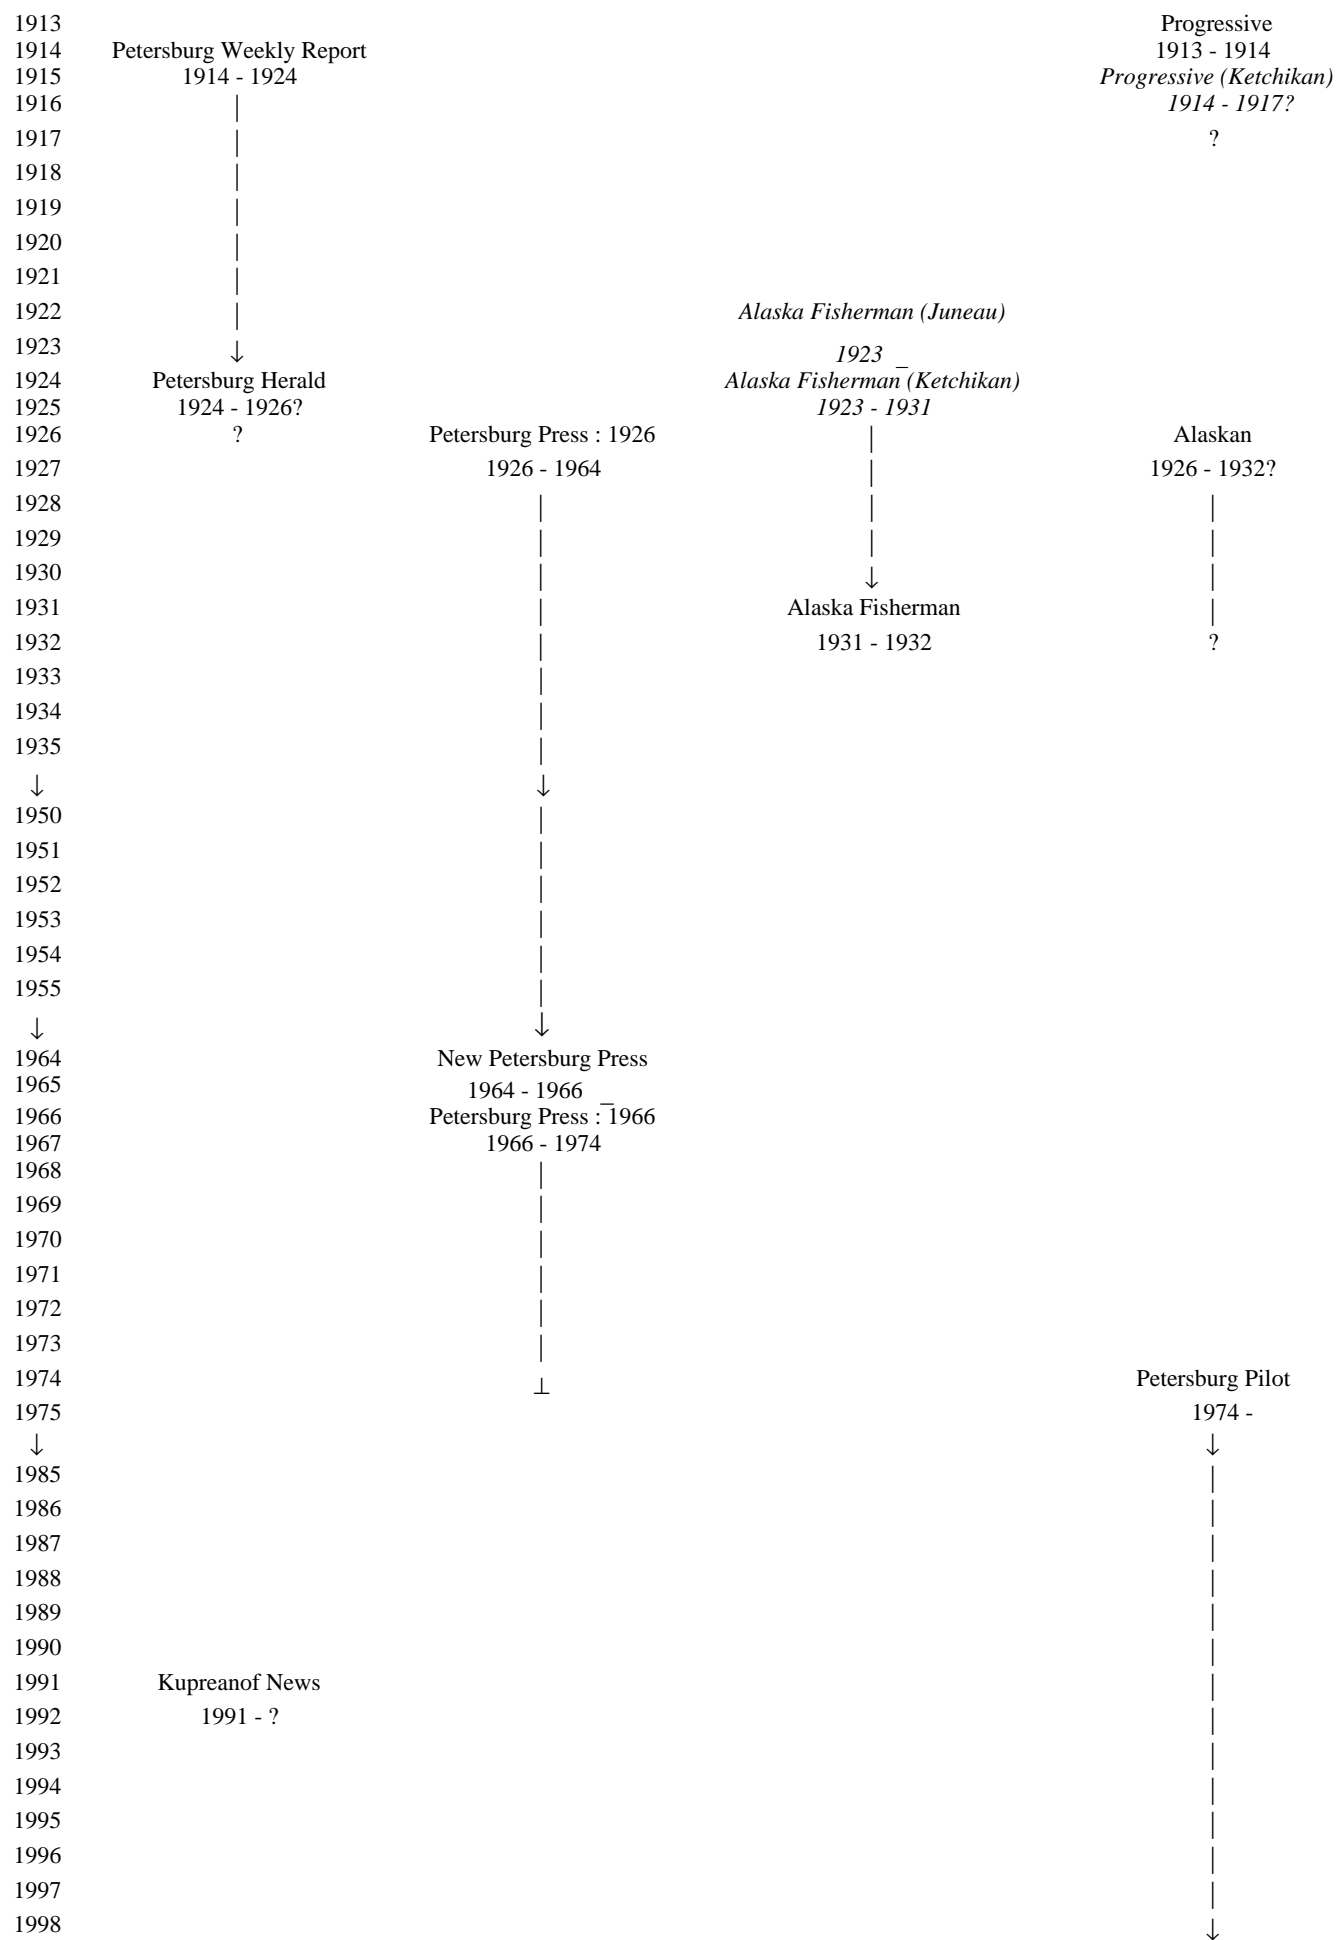 1913 Progressive
1914 Petersburg Weekly Report 1913 - 1914
1915 1914 - 1924 Progressive (Ketchikan)
1916 | 1914 - 1917?
1917 | ?
1918 |
1919 |
1920 |
1921 |
1922 | Alaska Fisherman (Juneau)
1923 ↓ 1923 _
1924 Petersburg Herald Alaska Fisherman (Ketchikan)
1925 1924 - 1926? 1923 - 1931
1926 ? Petersburg Press : 1926 | Alaskan
1927 1926 - 1964 | 1926 - 1932?
1928 | | |
1929 | | |
1930 | ↓ |
1931 | Alaska Fisherman |
1932 | 1931 - 1932 ?
1933 |
1934 |
1935 |
↓ ↓
1950 |
1951 |
1952 |
1953 |
1954 |
1955 |
↓ ↓
1964 New Petersburg Press
1965 1964 - 1966 _
1966 Petersburg Press : 1966
1967 1966 - 1974
1968 |
1969 |
1970 |
1971 |
1972 |
1973 |
1974 ⊥ Petersburg Pilot
1975 1974 -
↓ ↓
1985 |
1986 |
1987 |
1988 |
1989 |
1990 |
1991 Kupreanof News |
1992 1991 - ? |
1993 |
1994 |
1995 |
1996 |
1997 |
1998 ↓